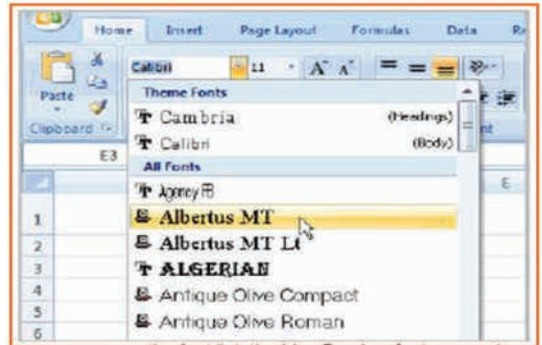 Home Insert Page Layout Formulas Data
Calibri 11 A A
Paste
Theme Fonts
Cambria (Headings)
Calibri (Body)
Clipboard
E3
All Fonts
E
Agency FB
1 Albertus MT
2 Albertus MT Lt
3 ALGERIAN
4 Antique Olive Compact
5 Antique Olive Roman
6